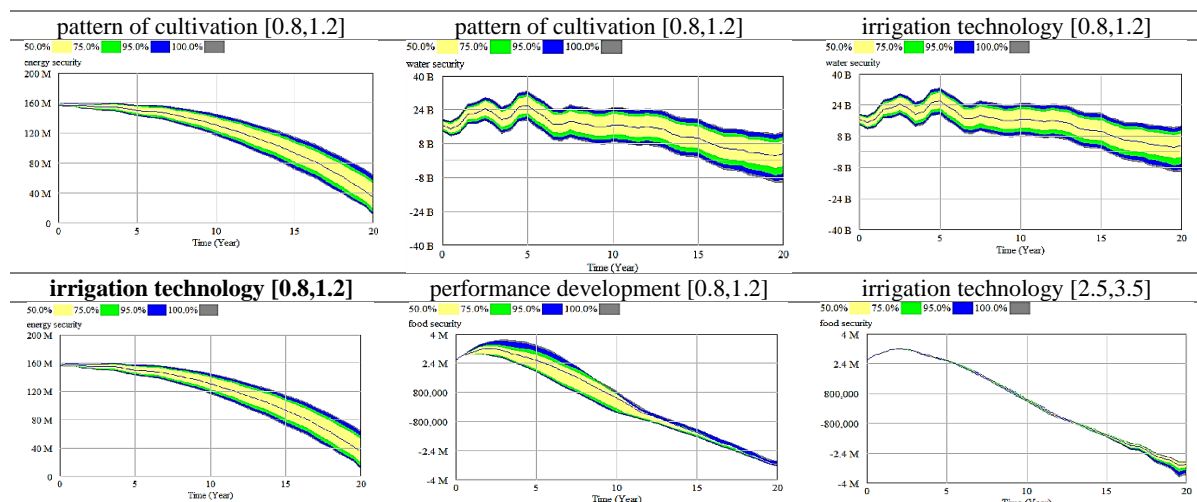 pattern of cultivation [0.8,1.2]
50.0% 75.0% 95.0% 100.0%
energy security
200 M
160 M
120 M
80 M
40 M
0
0 5 10 15 20
Time (Year)
pattern of cultivation [0.8,1.2]
50.0% 75.0% 95.0% 100.0%
water security
40 B
24 B
8 B
-8 B
-24 B
-40 B
0 5 10 15 20
Time (Year)
irrigation technology [0.8,1.2]
50.0% 75.0% 95.0% 100.0%
water security
40 B
24 B
8 B
-8 B
-24 B
-40 B
0 5 10 15 20
Time (Year)
irrigation technology [0.8,1.2]
50.0% 75.0% 95.0% 100.0%
energy security
200 M
160 M
120 M
80 M
40 M
0
0 5 10 15 20
Time (Year)
performance development [0.8,1.2]
50.0% 75.0% 95.0% 100.0%
food security
4 M
2.4 M
800,000
-800,000
-2.4 M
-4 M
0 5 10 15 20
Time (Year)
irrigation technology [2.5,3.5]
50.0% 75.0% 95.0% 100.0%
food security
4 M
2.4 M
800,000
-800,000
-2.4 M
-4 M
0 5 10 15 20
Time (Year)